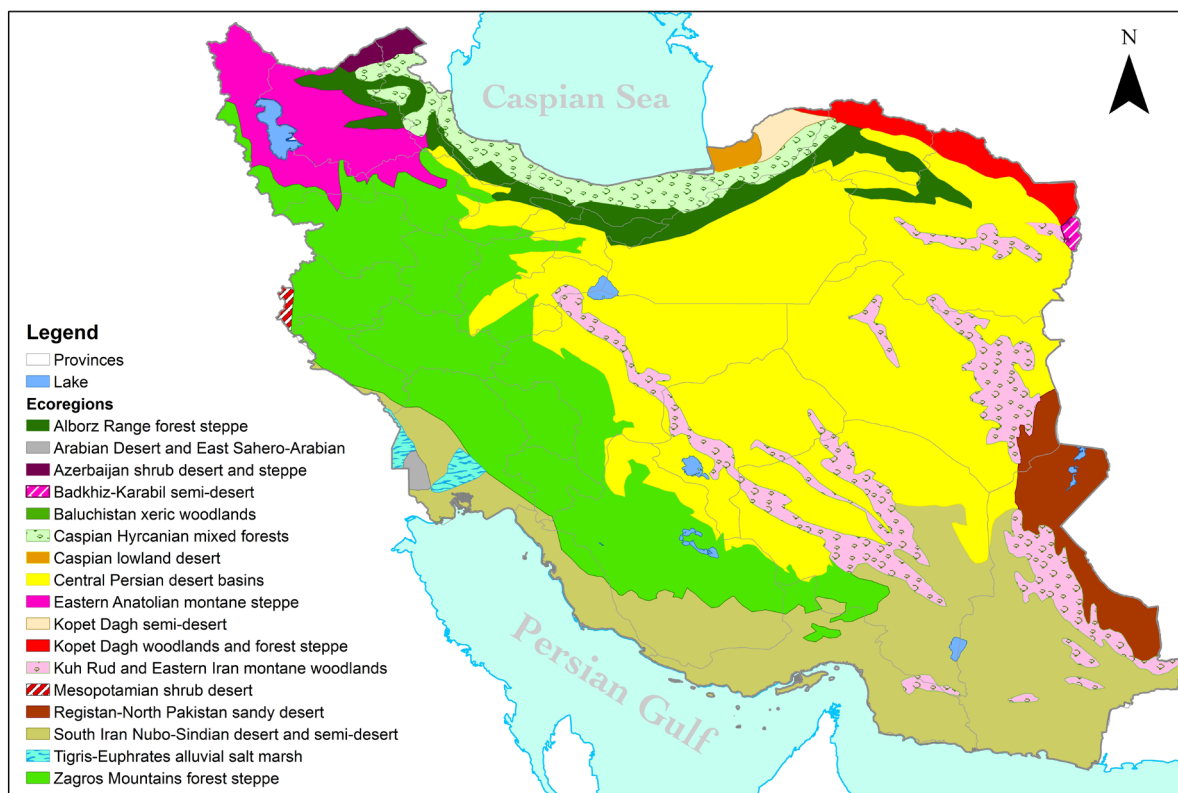 N
Caspian Sea
Persian Gulf
Legend
Provinces
Lake
Ecoregions
Alborz Range forest steppe
Arabian Desert and East Sahero-Arabian
Azerbaijan shrub desert and steppe
Badkhiz-Karabil semi-desert
Baluchistan xeric woodlands
Caspian Hyrcanian mixed forests
Caspian lowland desert
Central Persian desert basins
Eastern Anatolian montane steppe
Kopet Dagh semi-desert
Kopet Dagh woodlands and forest steppe
Kuh Rud and Eastern Iran montane woodlands
Mesopotamian shrub desert
Registan-North Pakistan sandy desert
South Iran Nubo-Sindian desert and semi-desert
Tigris-Euphrates alluvial salt marsh
Zagros Mountains forest steppe